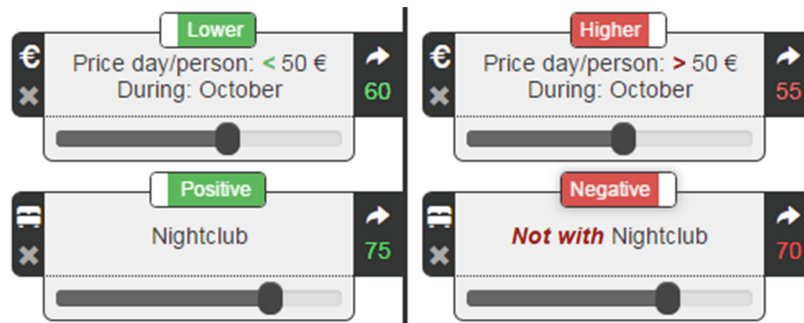 Lower
€ Price day/person: < 50 €
During: October
60
Higher
€ Price day/person: > 50 €
During: October
55
Positive
Nightclub
75
Negative
Not with Nightclub
70